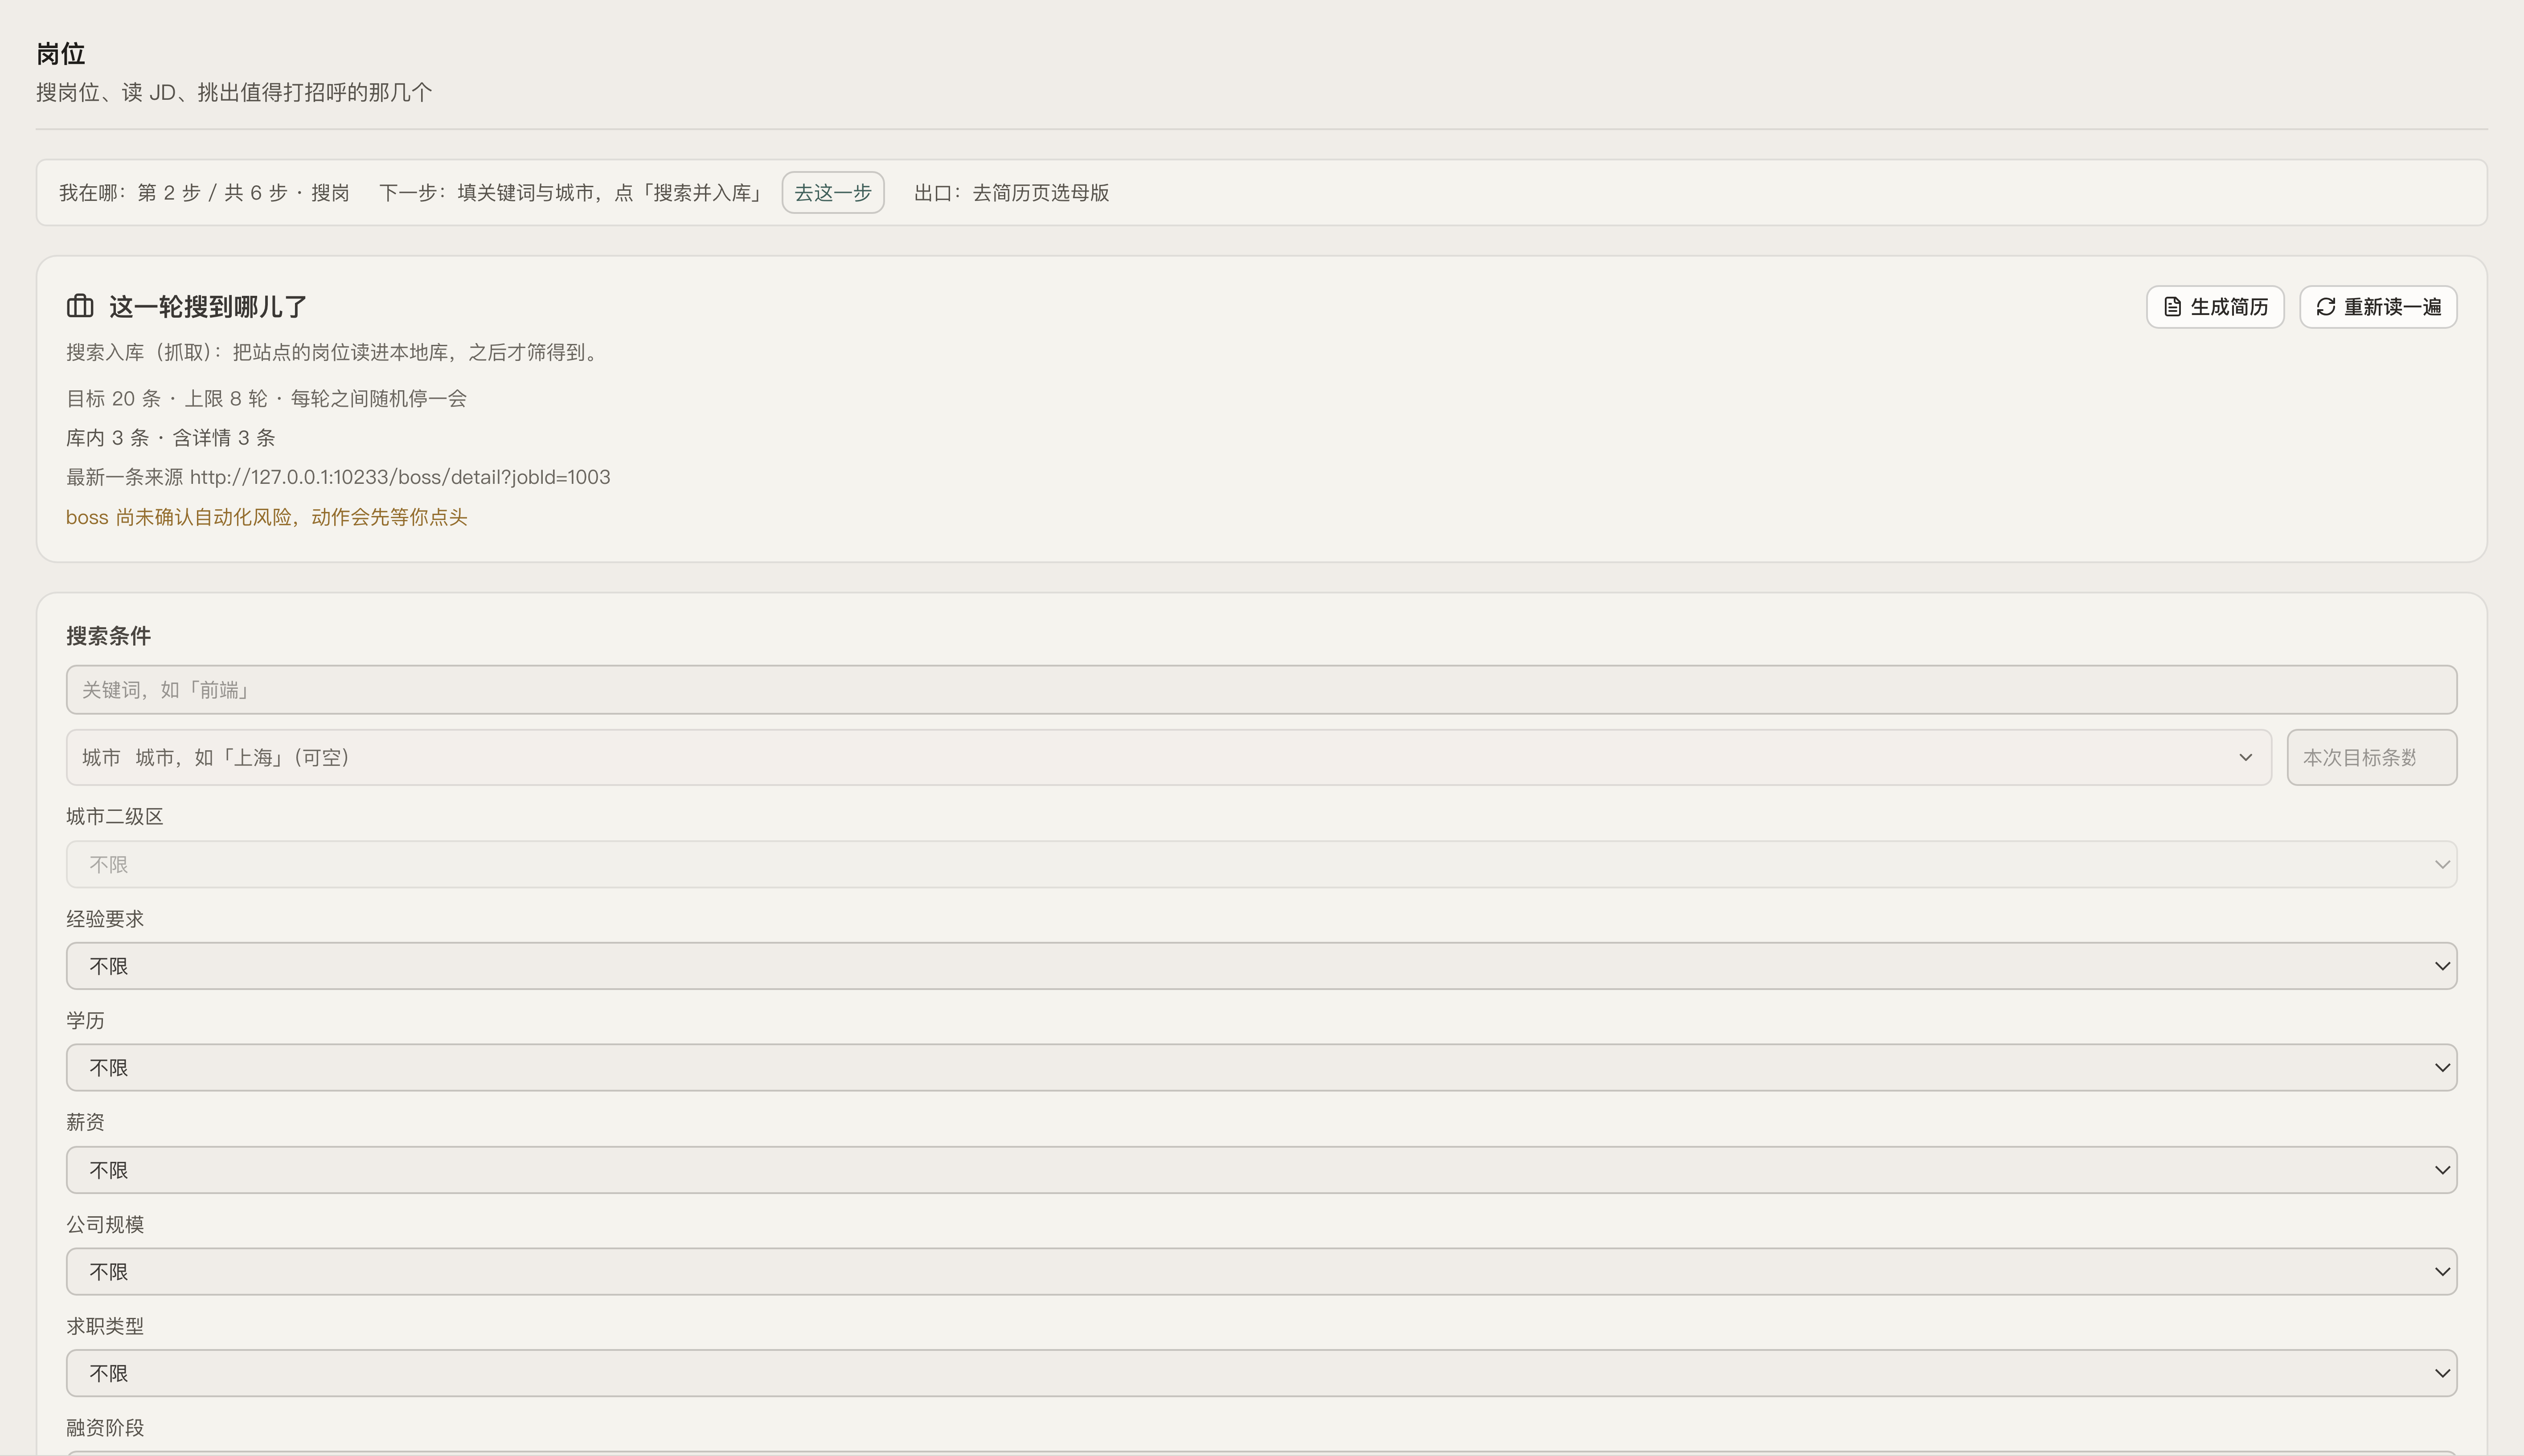 岗位
搜岗位、读 JD、挑出值得打招呼的那几个
我在哪：第 2 步 / 共 6 步 · 搜岗 下一步：填关键词与城市，点「搜索并入库」 去这一步 出口：去简历页选母版
这一轮搜到哪儿了 生成简历 重新读一遍
搜索入库（抓取）：把站点的岗位读进本地库，之后才筛得到。
目标 20 条 · 上限 8 轮 · 每轮之间随机停一会
库内 3 条 · 含详情 3 条
最新一条来源 http://127.0.0.1:10233/boss/detail?jobId=1003
boss 尚未确认自动化风险，动作会先等你点头
搜索条件
关键词，如「前端」
城市 城市，如「上海」（可空） 本次目标条数
城市二级区
不限
经验要求
不限
学历
不限
薪资
不限
公司规模
不限
求职类型
不限
融资阶段